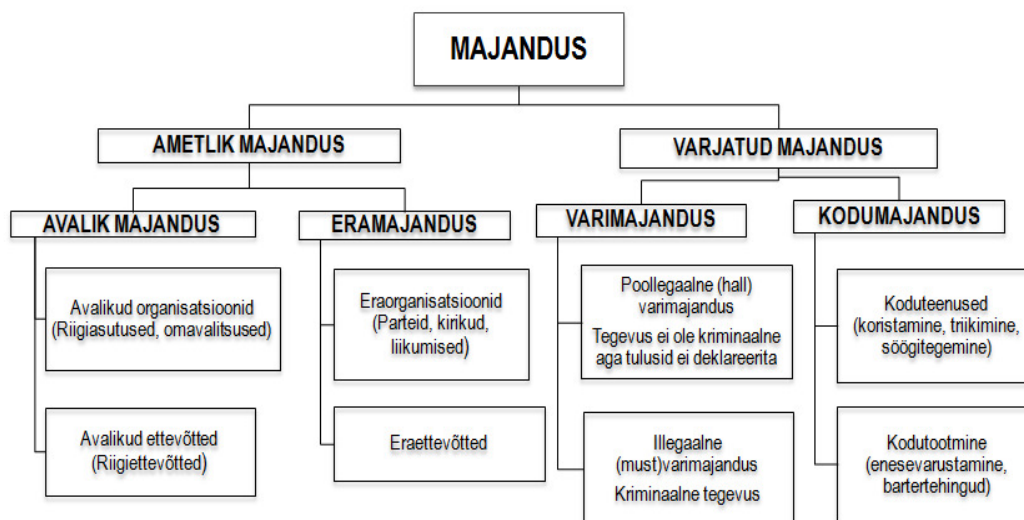 MAJANDUS
AMETLIK MAJANDUS
VARJATUD MAJANDUS
AVALIK MAJANDUS
ERAMAJANDUS
VARIMAJANDUS
KODUMAJANDUS
Avalikud organisatsioonid
(Riigiasutused, omavalitsused)
Avalikud ettevõtted
(Riigiettevõtted)
Eraorganisatsioonid
(Parteid, kirikud,
liikumised)
Eraettevõtted
Poollegaalne (hall)
varimajandus
Tegevus ei ole kriminaalne
aga tulusid ei deklareerita
Illegaalne
(must)varimajandus
Kriminaalne tegevus
Koduteenused
(koristamine, triikimine,
söögitegemine)
Kodutootmine
(enesevarustamine,
bartertehingud)